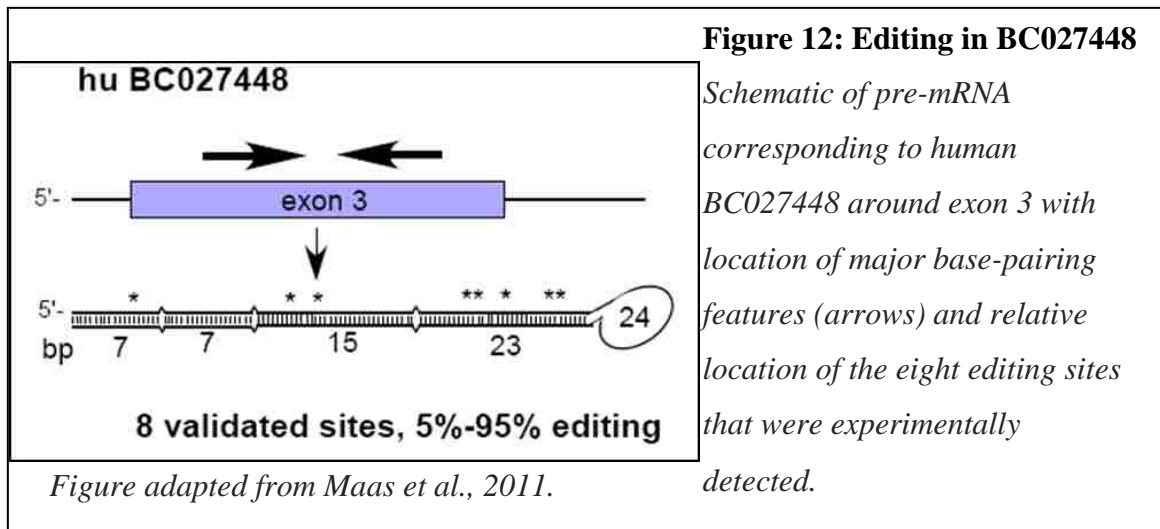 hu BC027448
5'-
exon 3
* * * ** * **
5'-
bp 7 7 15 23 24
8 validated sites, 5%-95% editing
Figure adapted from Maas et al., 2011.
Figure 12: Editing in BC027448
Schematic of pre-mRNA
corresponding to human
BC027448 around exon 3 with
location of major base-pairing
features (arrows) and relative
location of the eight editing sites
that were experimentally
detected.